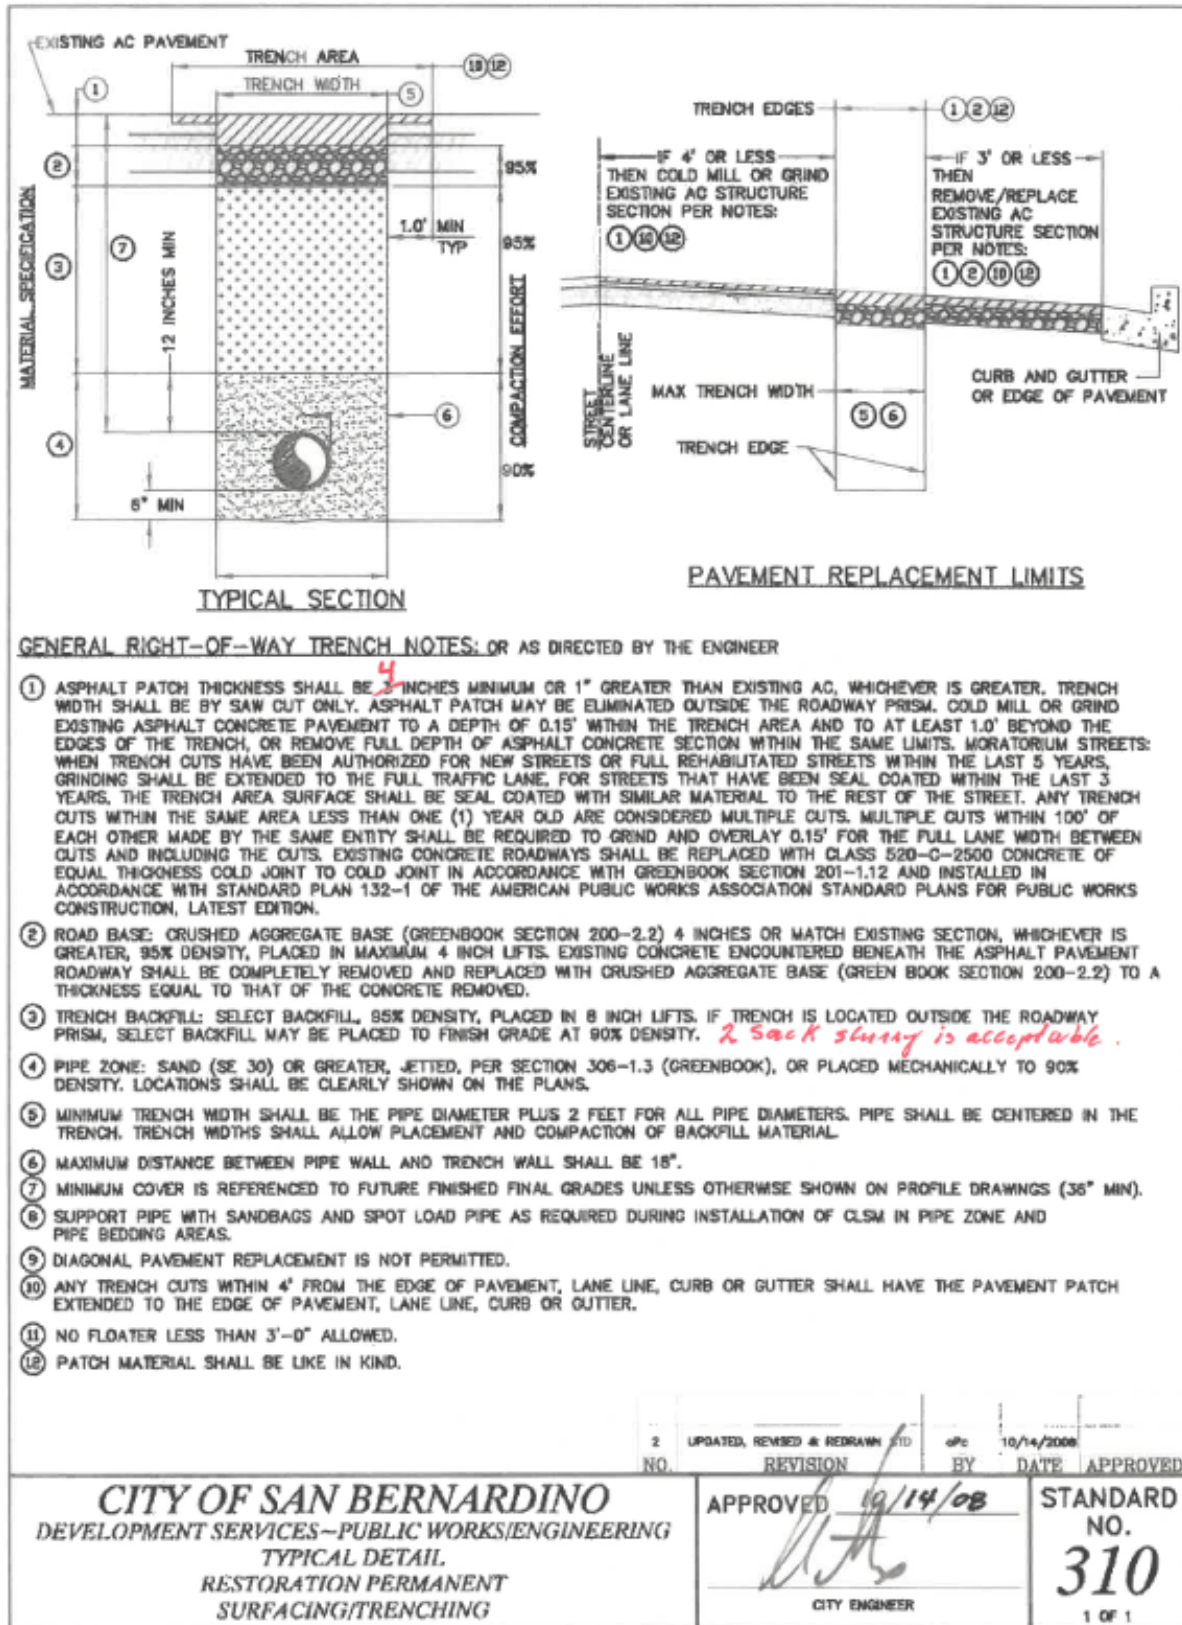 EXISTING AC PAVEMENT
TRENCH AREA
10 12
TRENCH WIDTH
1
5
2
95%
MATERIAL SPECIFICATION
7
12 INCHES MIN
1.0' MIN
TYP
3
95%
COMPACTION EFFORT
6
4
90%
6" MIN
TYPICAL SECTION
TRENCH EDGES
1 2 12
IF 4' OR LESS
THEN COLD MILL OR GRIND
EXISTING AC STRUCTURE
SECTION PER NOTES:
1 10 12
IF 3' OR LESS
THEN
REMOVE/REPLACE
EXISTING AC
STRUCTURE SECTION
PER NOTES:
1 2 10 12
STREET
CENTERLINE
OR LANE LINE
MAX TRENCH WIDTH
5 6
TRENCH EDGE
CURB AND GUTTER
OR EDGE OF PAVEMENT
PAVEMENT REPLACEMENT LIMITS
GENERAL RIGHT-OF-WAY TRENCH NOTES: OR AS DIRECTED BY THE ENGINEER
1 ASPHALT PATCH THICKNESS SHALL BE 4 INCHES MINIMUM OR 1" GREATER THAN EXISTING AC, WHICHEVER IS GREATER. TRENCH
WIDTH SHALL BE BY SAW CUT ONLY. ASPHALT PATCH MAY BE ELIMINATED OUTSIDE THE ROADWAY PRISM. COLD MILL OR GRIND
EXISTING ASPHALT CONCRETE PAVEMENT TO A DEPTH OF 0.15' WITHIN THE TRENCH AREA AND TO AT LEAST 1.0' BEYOND THE
EDGES OF THE TRENCH, OR REMOVE FULL DEPTH OF ASPHALT CONCRETE SECTION WITHIN THE SAME LIMITS. MORATORIUM STREETS:
WHEN TRENCH CUTS HAVE BEEN AUTHORIZED FOR NEW STREETS OR FULL REHABILITATED STREETS WITHIN THE LAST 5 YEARS,
GRINDING SHALL BE EXTENDED TO THE FULL TRAFFIC LANE, FOR STREETS THAT HAVE BEEN SEAL COATED WITHIN THE LAST 3
YEARS, THE TRENCH AREA SURFACE SHALL BE SEAL COATED WITH SIMILAR MATERIAL TO THE REST OF THE STREET. ANY TRENCH
CUTS WITHIN THE SAME AREA LESS THAN ONE (1) YEAR OLD ARE CONSIDERED MULTIPLE CUTS. MULTIPLE CUTS WITHIN 100' OF
EACH OTHER MADE BY THE SAME ENTITY SHALL BE REQUIRED TO GRIND AND OVERLAY 0.15' FOR THE FULL LANE WIDTH BETWEEN
CUTS AND INCLUDING THE CUTS. EXISTING CONCRETE ROADWAYS SHALL BE REPLACED WITH CLASS 520-C-2500 CONCRETE OF
EQUAL THICKNESS COLD JOINT TO COLD JOINT IN ACCORDANCE WITH GREENBOOK SECTION 201-1.12 AND INSTALLED IN
ACCORDANCE WITH STANDARD PLAN 132-1 OF THE AMERICAN PUBLIC WORKS ASSOCIATION STANDARD PLANS FOR PUBLIC WORKS
CONSTRUCTION, LATEST EDITION.
2 ROAD BASE: CRUSHED AGGREGATE BASE (GREENBOOK SECTION 200-2.2) 4 INCHES OR MATCH EXISTING SECTION, WHICHEVER IS
GREATER, 95% DENSITY, PLACED IN MAXIMUM 4 INCH LIFTS. EXISTING CONCRETE ENCOUNTERED BENEATH THE ASPHALT PAVEMENT
ROADWAY SHALL BE COMPLETELY REMOVED AND REPLACED WITH CRUSHED AGGREGATE BASE (GREEN BOOK SECTION 200-2.2) TO A
THICKNESS EQUAL TO THAT OF THE CONCRETE REMOVED.
3 TRENCH BACKFILL: SELECT BACKFILL, 95% DENSITY, PLACED IN 8 INCH LIFTS. IF TRENCH IS LOCATED OUTSIDE THE ROADWAY
PRISM, SELECT BACKFILL MAY BE PLACED TO FINISH GRADE AT 90% DENSITY. 2 sack slurry is acceptable.
4 PIPE ZONE: SAND (SE 30) OR GREATER, JETTED, PER SECTION 306-1.3 (GREENBOOK), OR PLACED MECHANICALLY TO 90%
DENSITY. LOCATIONS SHALL BE CLEARLY SHOWN ON THE PLANS.
5 MINIMUM TRENCH WIDTH SHALL BE THE PIPE DIAMETER PLUS 2 FEET FOR ALL PIPE DIAMETERS. PIPE SHALL BE CENTERED IN THE
TRENCH. TRENCH WIDTHS SHALL ALLOW PLACEMENT AND COMPACTION OF BACKFILL MATERIAL
6 MAXIMUM DISTANCE BETWEEN PIPE WALL AND TRENCH WALL SHALL BE 18".
7 MINIMUM COVER IS REFERENCED TO FUTURE FINISHED FINAL GRADES UNLESS OTHERWISE SHOWN ON PROFILE DRAWINGS (36" MIN).
8 SUPPORT PIPE WITH SANDBAGS AND SPOT LOAD PIPE AS REQUIRED DURING INSTALLATION OF CLSM IN PIPE ZONE AND
PIPE BEDDING AREAS.
9 DIAGONAL PAVEMENT REPLACEMENT IS NOT PERMITTED.
10 ANY TRENCH CUTS WITHIN 4' FROM THE EDGE OF PAVEMENT, LANE LINE, CURB OR GUTTER SHALL HAVE THE PAVEMENT PATCH
EXTENDED TO THE EDGE OF PAVEMENT, LANE LINE, CURB OR GUTTER.
11 NO FLOATER LESS THAN 3'-0" ALLOWED.
12 PATCH MATERIAL SHALL BE LIKE IN KIND.
2 UPDATED, REVISED & REDRAWN STD 10/14/2008
NO. REVISION BY DATE APPROVED
CITY OF SAN BERNARDINO
DEVELOPMENT SERVICES~PUBLIC WORKS/ENGINEERING
TYPICAL DETAIL
RESTORATION PERMANENT
SURFACING/TRENCHING
APPROVED 10/14/08
CITY ENGINEER
STANDARD
NO.
310
1 OF 1